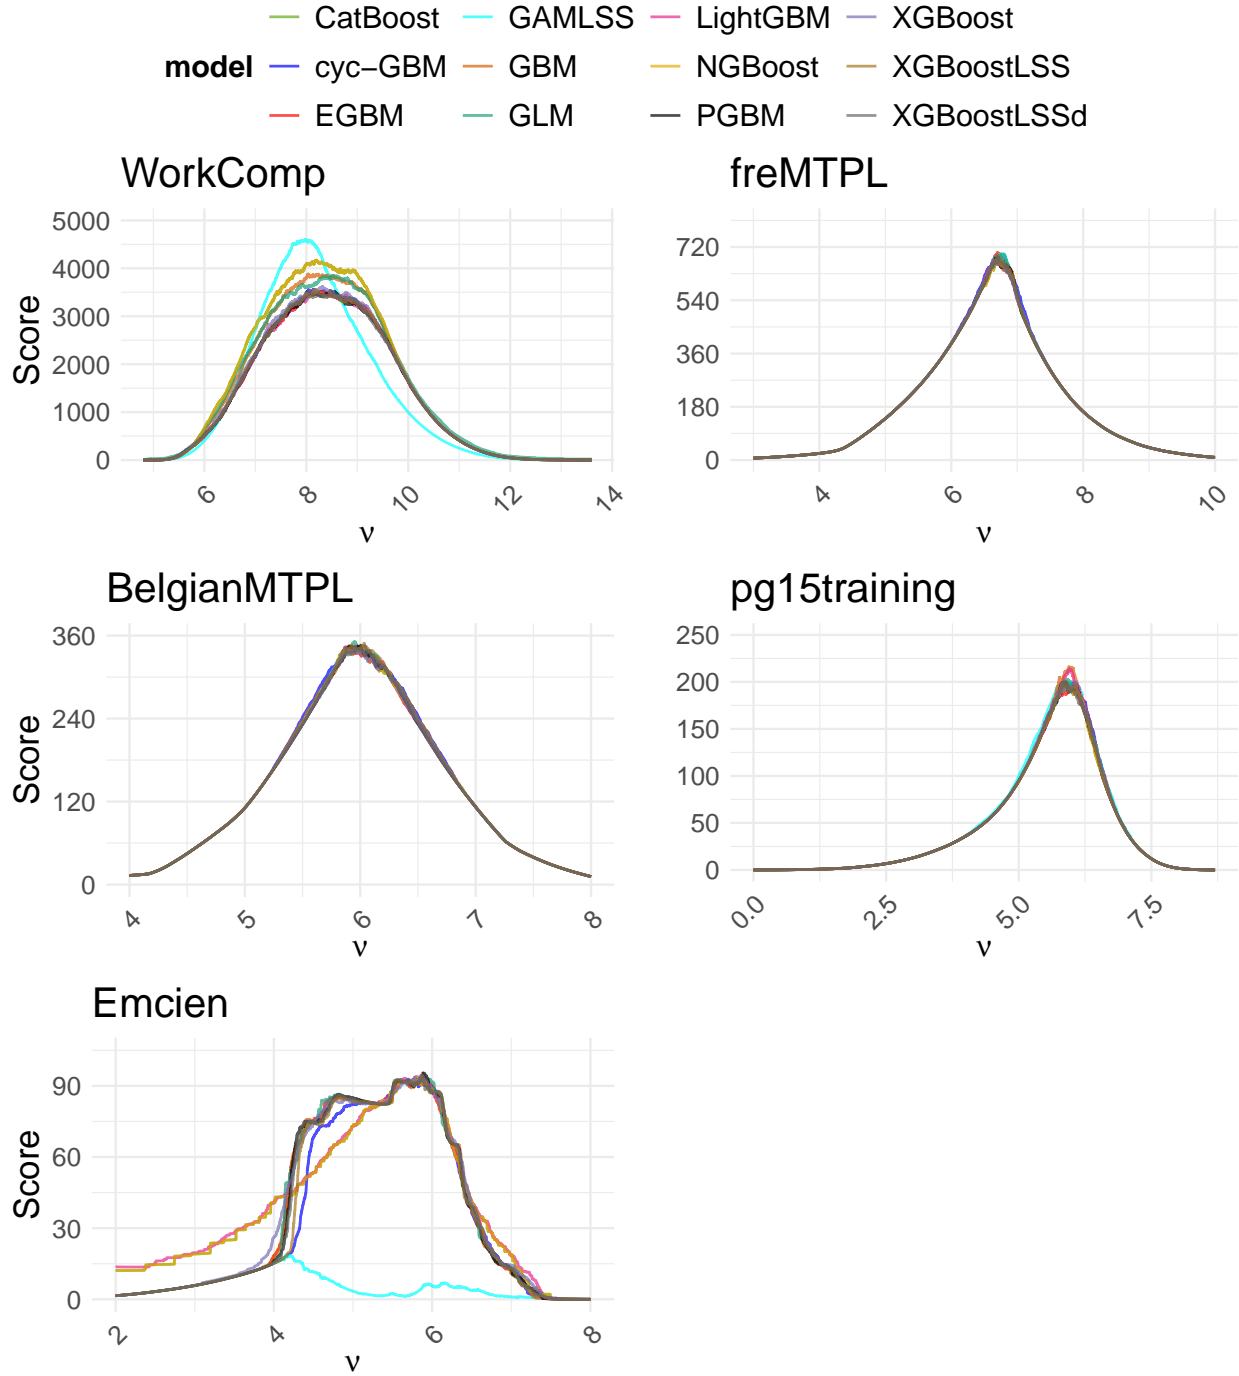 CatBoost GAMLSS LightGBM XGBoost
model cyc−GBM GBM NGBoost XGBoostLSS
EGBM GLM PGBM XGBoostLSSd
WorkComp freMTPL
5000
4000
3000
2000
1000
0
Score
6 8 10 12 14
ν
720
540
360
180
0
4 6 8 10
ν
BelgianMTPL pg15training
360
240
120
0
Score
4 5 6 7 8
ν
250
200
150
100
50
0
0.0 2.5 5.0 7.5
ν
Emcien
90
60
30
0
Score
2 4 6 8
ν